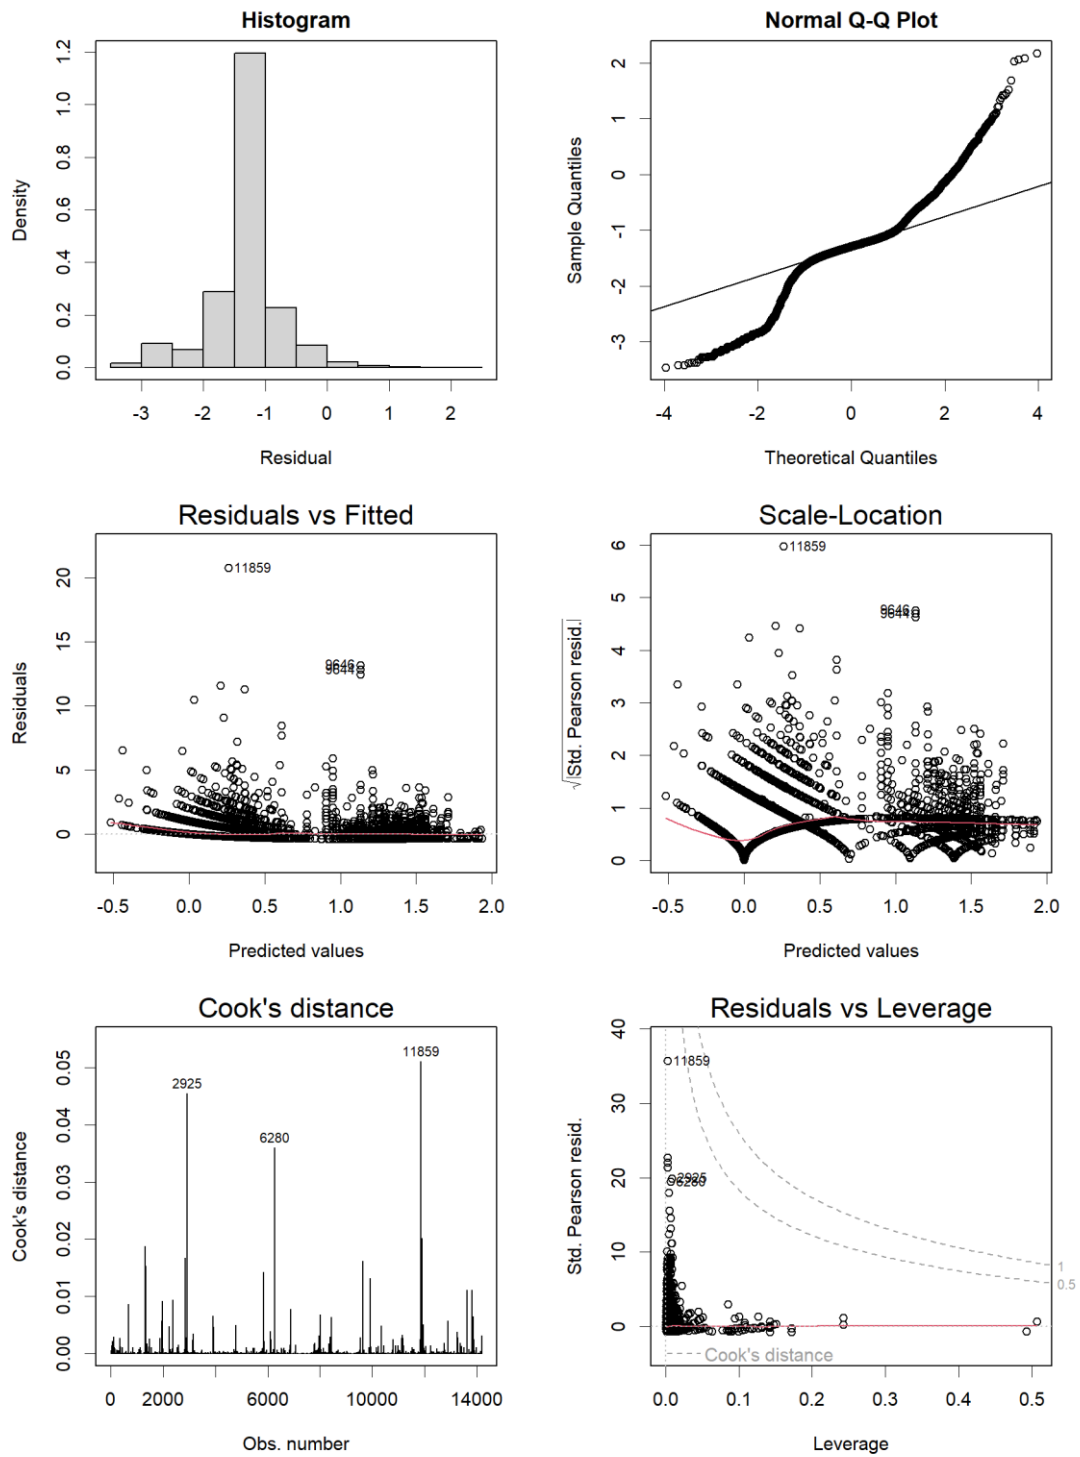 Histogram
Density
0.0 0.2 0.4 0.6 0.8 1.0 1.2
-3 -2 -1 0 1 2
Residual
Normal Q-Q Plot
Sample Quantiles
-3 -2 -1 0 1 2
-4 -2 0 2 4
Theoretical Quantiles
Residuals vs Fitted
Residuals
0 5 10 15 20
11859
9646
9644
-0.5 0.0 0.5 1.0 1.5 2.0
Predicted values
Scale-Location
√|Std. Pearson resid.|
0 1 2 3 4 5 6
11859
9646
9644
-0.5 0.0 0.5 1.0 1.5 2.0
Predicted values
Cook's distance
Cook's distance
0.00 0.01 0.02 0.03 0.04 0.05
2925
6280
11859
0 2000 6000 10000 14000
Obs. number
Residuals vs Leverage
Std. Pearson resid.
0 10 20 30 40
11859
2925
6280
1
0.5
Cook's distance
0.0 0.1 0.2 0.3 0.4 0.5
Leverage